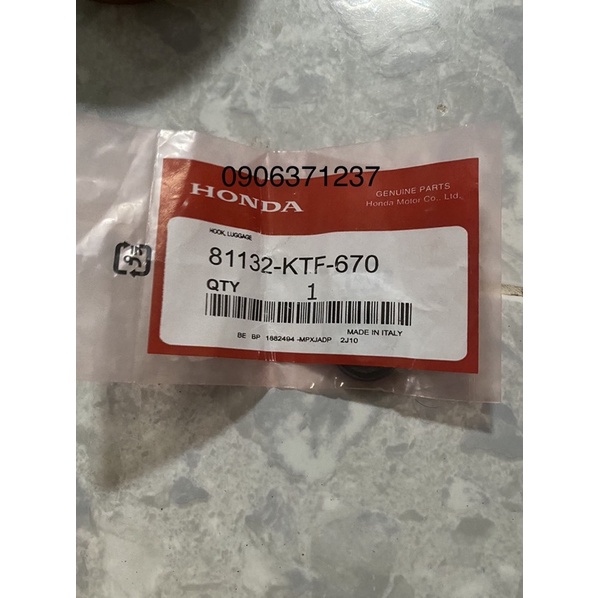 0906371237
HONDA
GENUINE PARTS
Honda Motor Co., Ltd.
HOOK, LUGGAGE
81132-KTF-670
QTY 1
MADE IN ITALY
BE BP 1882494 -MPXJADP 2J10